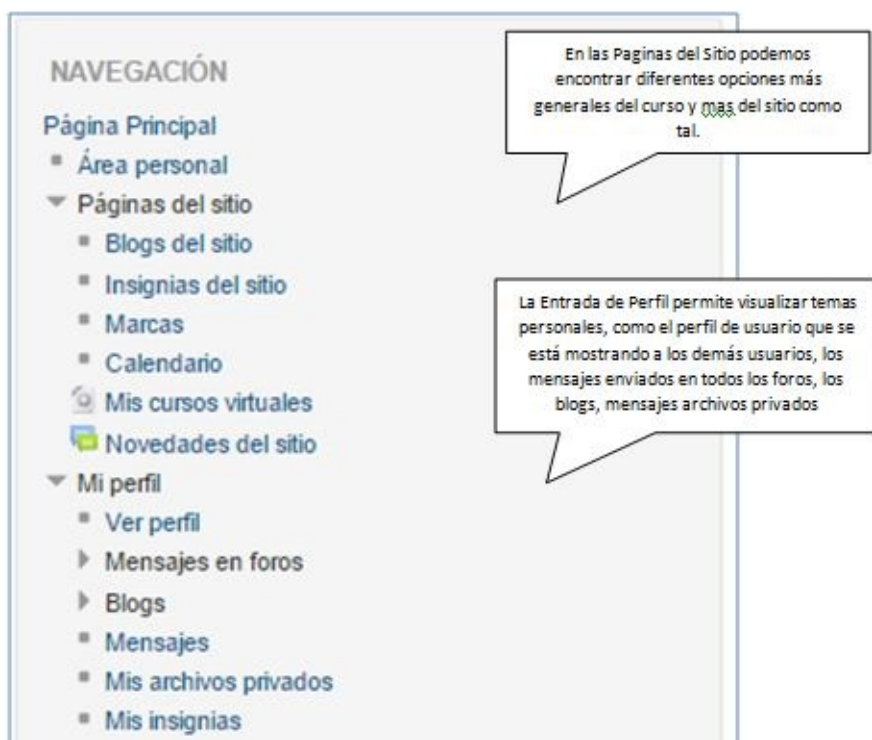 NAVEGACIÓN
Página Principal
Área personal
Páginas del sitio
Blogs del sitio
Insignias del sitio
Marcas
Calendario
Mis cursos virtuales
Novedades del sitio
Mi perfil
Ver perfil
Mensajes en foros
Blogs
Mensajes
Mis archivos privados
Mis insignias
En las Paginas del Sitio podemos
encontrar diferentes opciones más
generales del curso y mas del sitio como
tal.
La Entrada de Perfil permite visualizar temas
personales, como el perfil de usuario que se
está mostrando a los demás usuarios, los
mensajes enviados en todos los foros, los
blogs, mensajes archivos privados